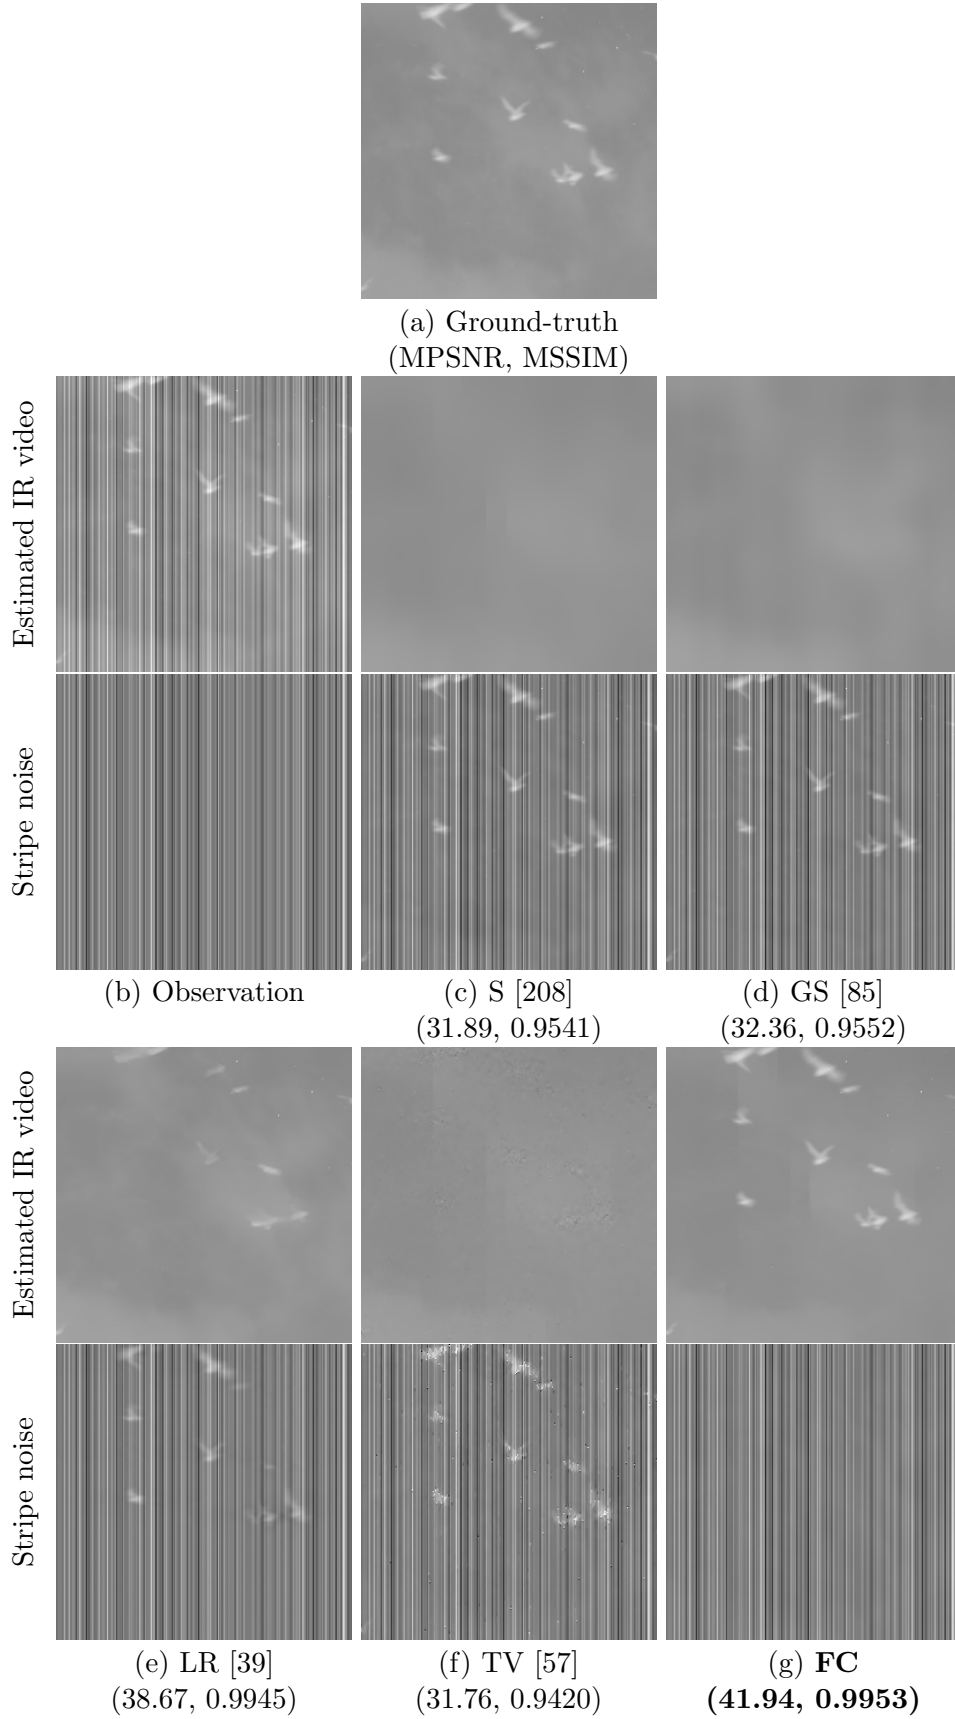 (a) Ground-truth
(MPSNR, MSSIM)
Estimated IR video
Stripe noise
(b) Observation
(c) S [208]
(31.89, 0.9541)
(d) GS [85]
(32.36, 0.9552)
Estimated IR video
Stripe noise
(e) LR [39]
(38.67, 0.9945)
(f) TV [57]
(31.76, 0.9420)
(g) FC
(41.94, 0.9953)